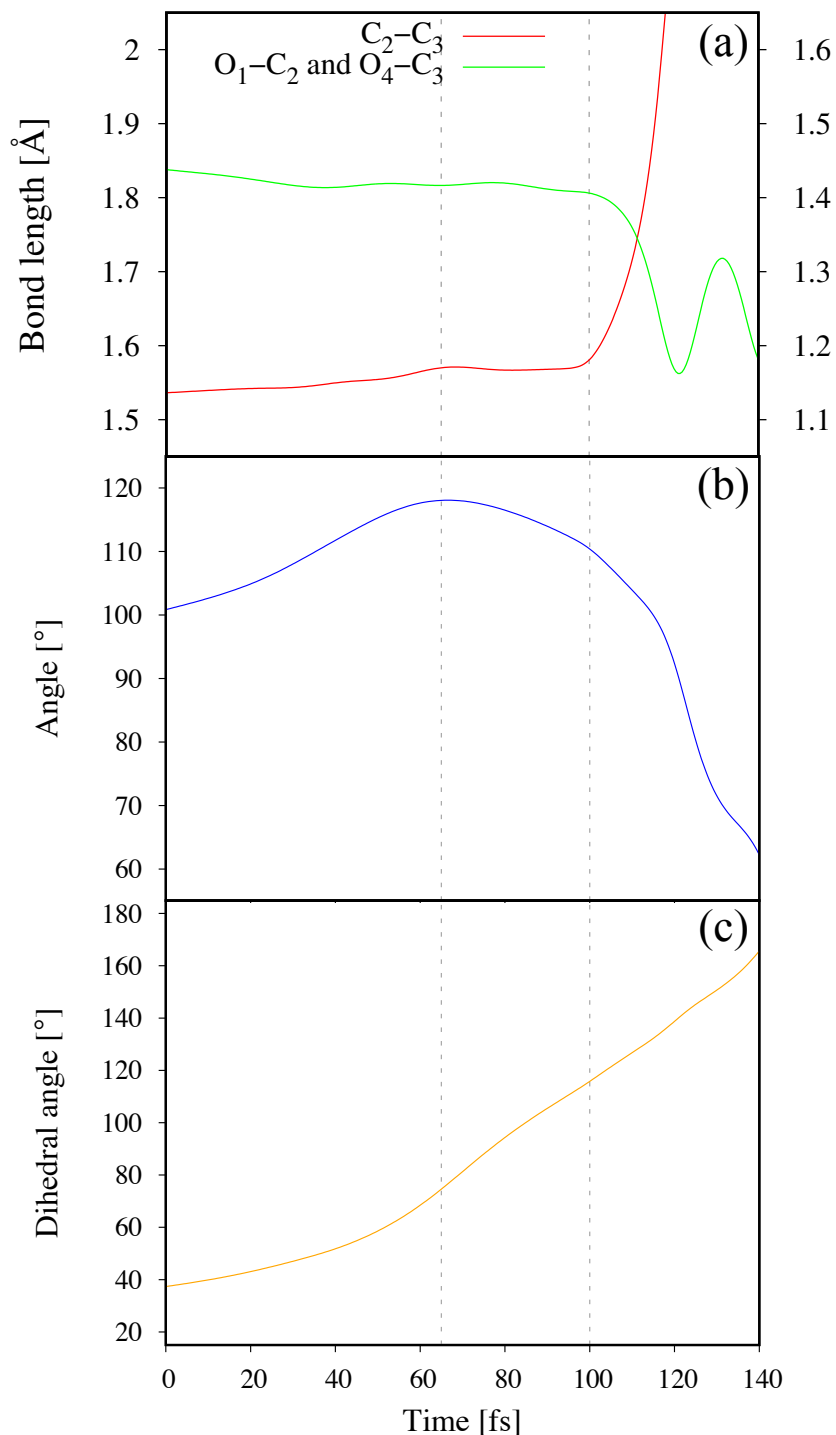 C2−C3
O1−C2 and O4−C3
(a)
Bond length [Å]
2
1.9
1.8
1.7
1.6
1.5
1.6
1.5
1.4
1.3
1.2
1.1
(b)
Angle [°]
120
110
100
90
80
70
60
(c)
Dihedral angle [°]
180
160
140
120
100
80
60
40
20
0 20 40 60 80 100 120 140
Time [fs]